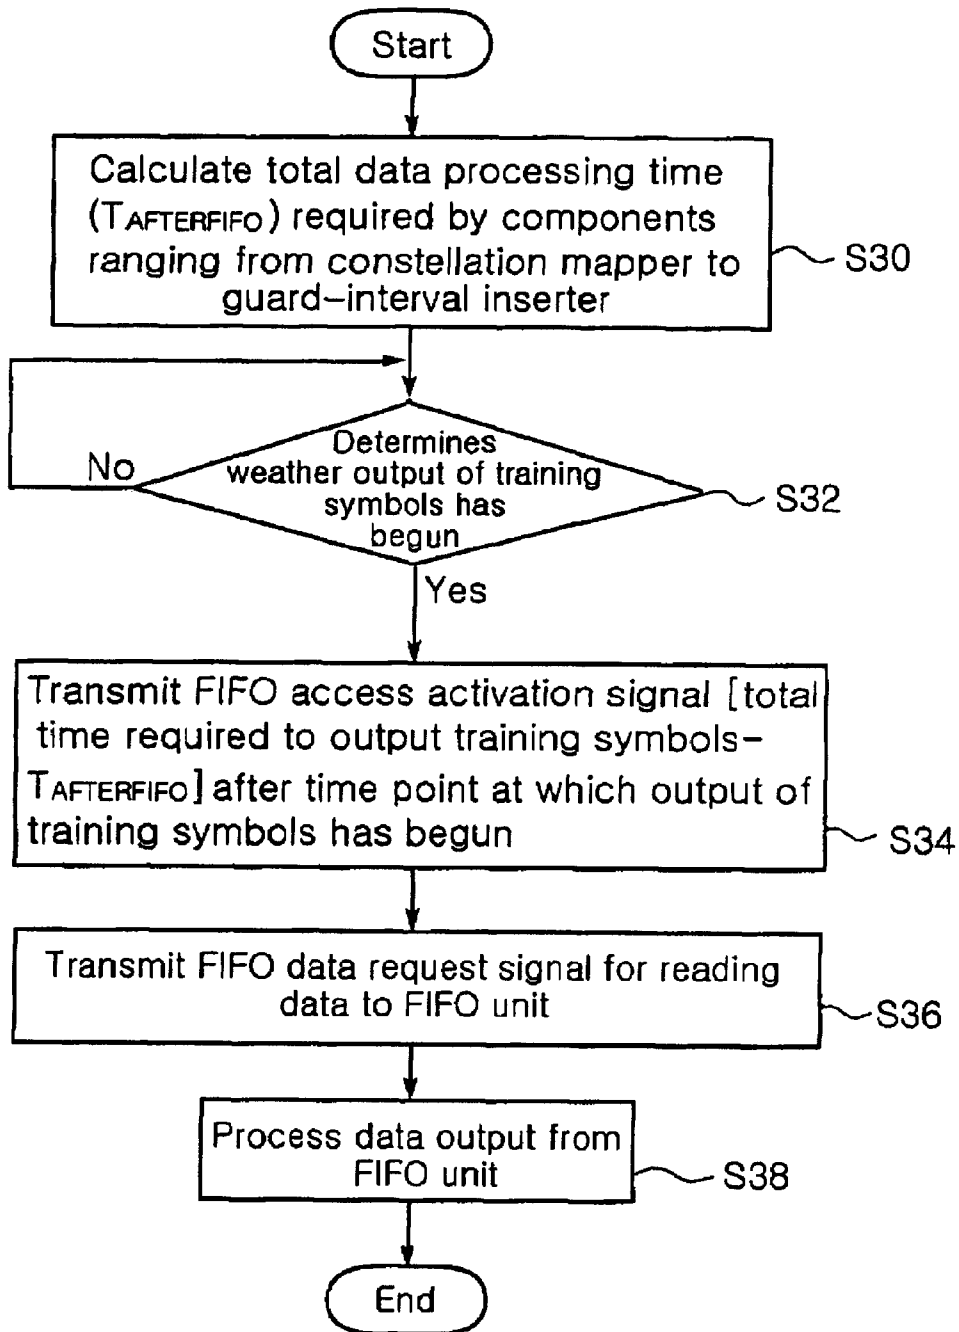 Start
Calculate total data processing time
(TAFTERFIFO) required by components
ranging from constellation mapper to
guard-interval inserter
S30
Determines
weather output of training
symbols has
begun
No
S32
Yes
Transmit FIFO access activation signal [total
time required to output training symbols-
TAFTERFIFO] after time point at which output of
training symbols has begun
S34
Transmit FIFO data request signal for reading
data to FIFO unit
S36
Process data output from
FIFO unit
S38
End